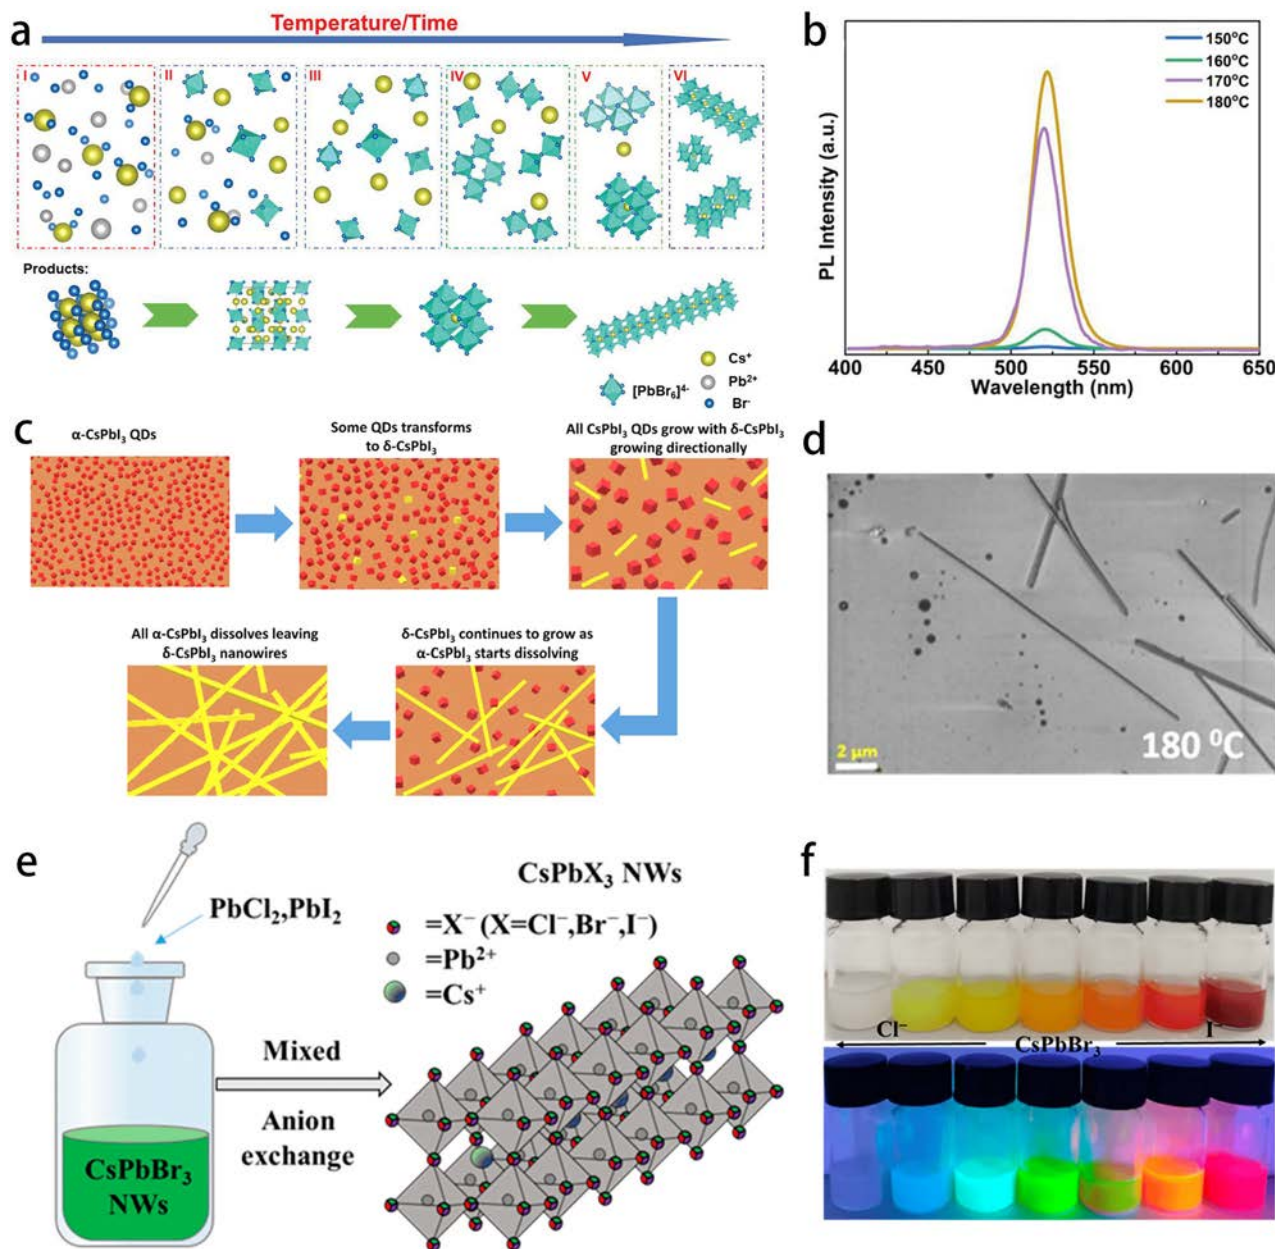 a
Temperature/Time
I
II
III
IV
V
VI
Products:
[PbBr₆]⁴⁻
Cs⁺
Pb²⁺
Br⁻
b
PL Intensity (a.u.)
150°C
160°C
170°C
180°C
400 450 500 550 600 650
Wavelength (nm)
c
α-CsPbI₃ QDs
Some QDs transforms
to δ-CsPbI₃
All CsPbI₃ QDs grow with δ-CsPbI₃
growing directionally
All α-CsPbI₃ dissolves leaving
δ-CsPbI₃ nanowires
δ-CsPbI₃ continues to grow as
α-CsPbI₃ starts dissolving
d
2 μm
180 ⁰C
e
PbCl₂,PbI₂
CsPbBr₃
NWs
Mixed
Anion
exchange
CsPbX₃ NWs
=X⁻ (X=Cl⁻,Br⁻,I⁻)
=Pb²⁺
=Cs⁺
f
Cl⁻
CsPbBr₃
I⁻